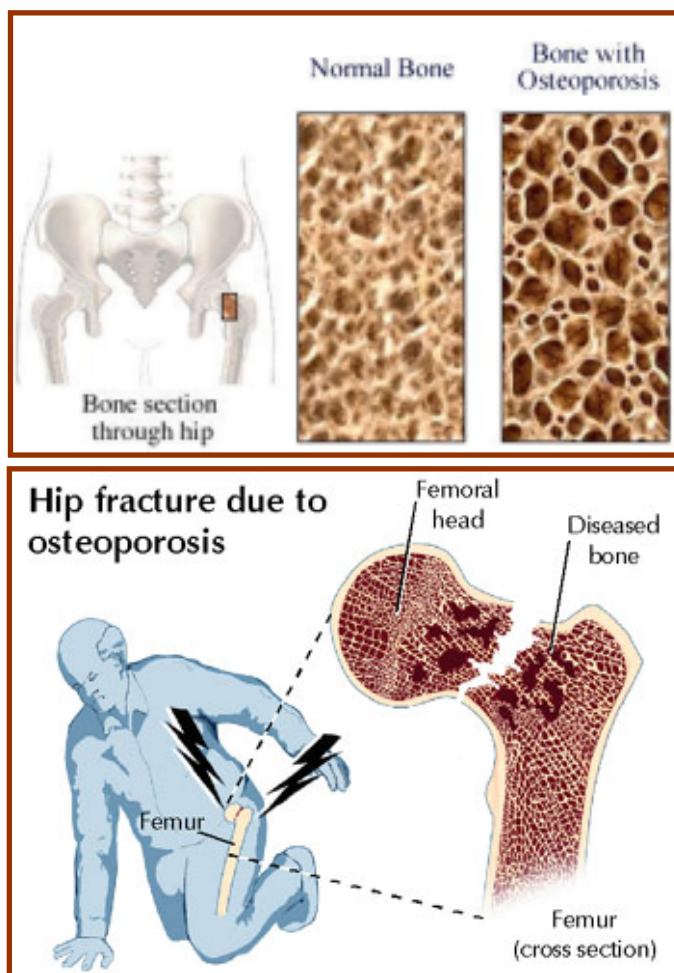 Normal Bone
Bone with
Osteoporosis
Bone section
through hip
Hip fracture due to
osteoporosis
Femoral
head
Diseased
bone
Femur
Femur
(cross section)